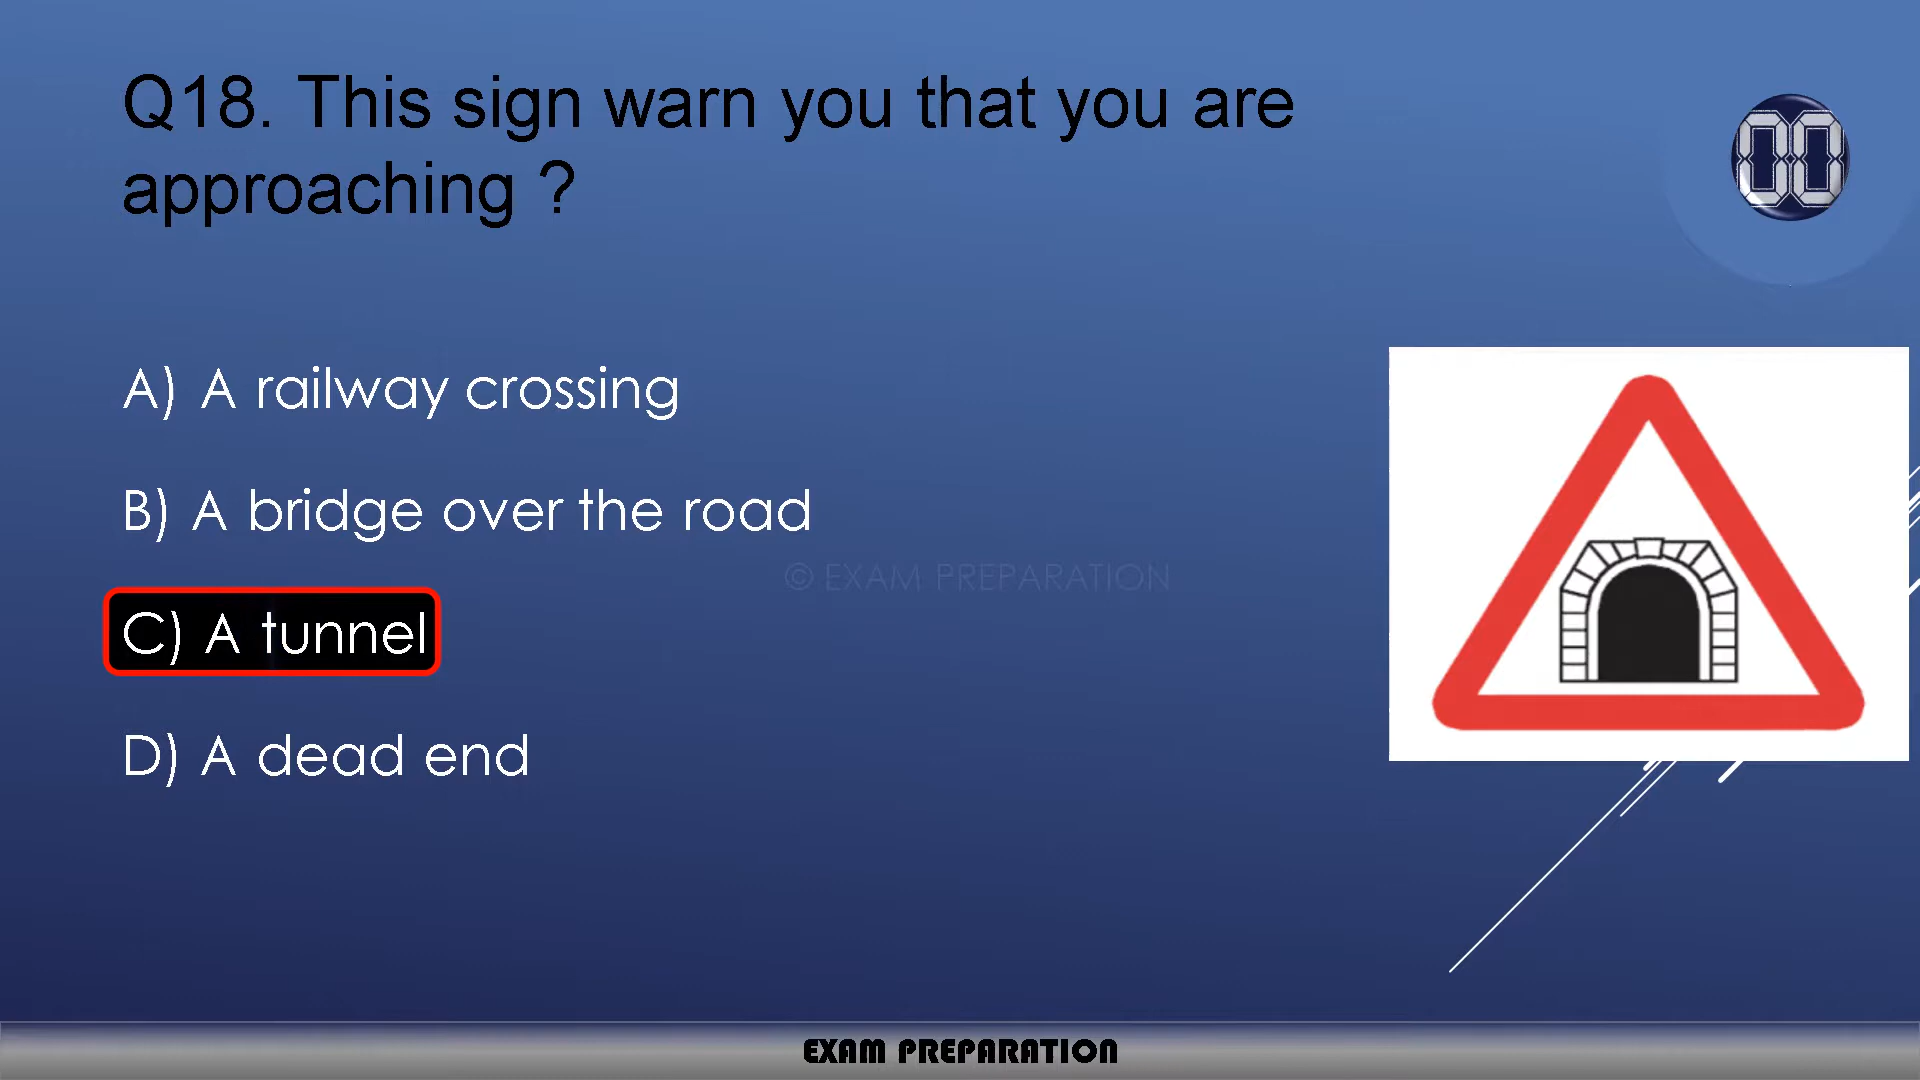 Q18. This sign warn you that you are
approaching ?
00
A) A railway crossing
B) A bridge over the road
© EXAM PREPARATION
C) A tunnel
D) A dead end
EXAM PREPARATION